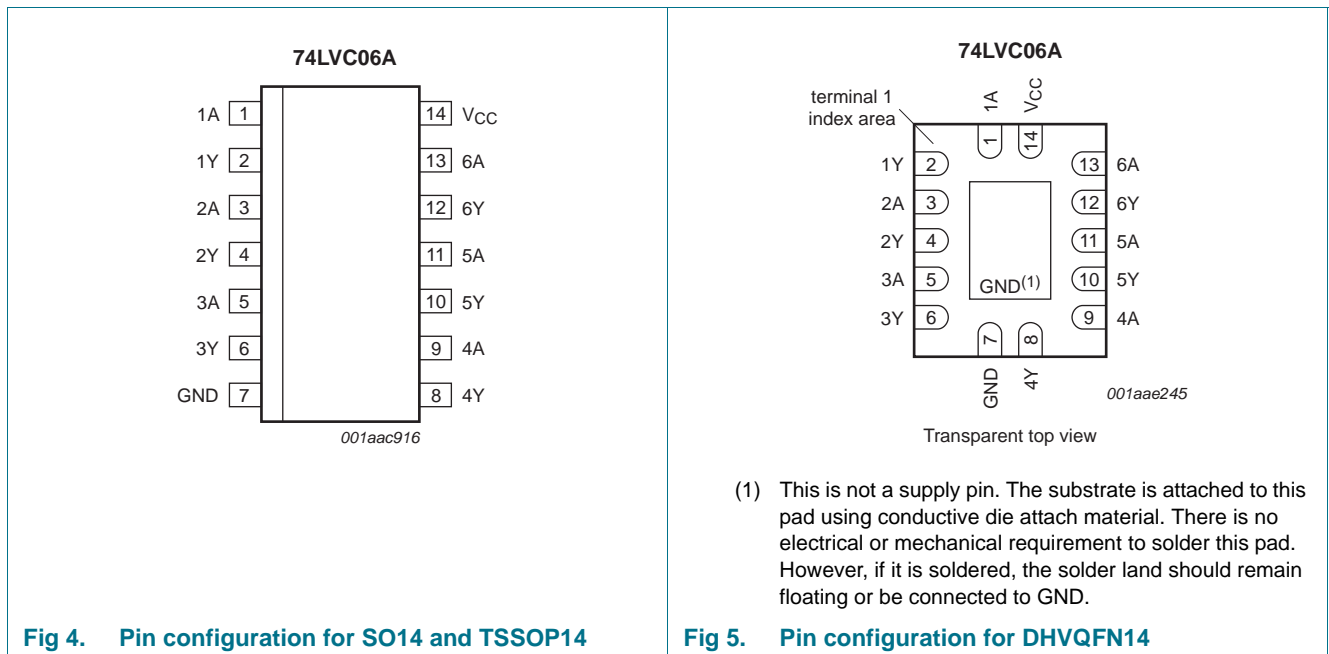 74LVC06A
1A 1 14 VCC
1Y 2 13 6A
2A 3 12 6Y
2Y 4 11 5A
3A 5 10 5Y
3Y 6 9 4A
GND 7 8 4Y
001aac916
Fig 4. Pin configuration for SO14 and TSSOP14
74LVC06A
terminal 1
index area
1A VCC
1 14
1Y 2 13 6A
2A 3 12 6Y
2Y 4 11 5A
3A 5 GND(1) 10 5Y
3Y 6 9 4A
7 8
GND 4Y
001aae245
Transparent top view
(1) This is not a supply pin. The substrate is attached to this
pad using conductive die attach material. There is no
electrical or mechanical requirement to solder this pad.
However, if it is soldered, the solder land should remain
floating or be connected to GND.
Fig 5. Pin configuration for DHVQFN14